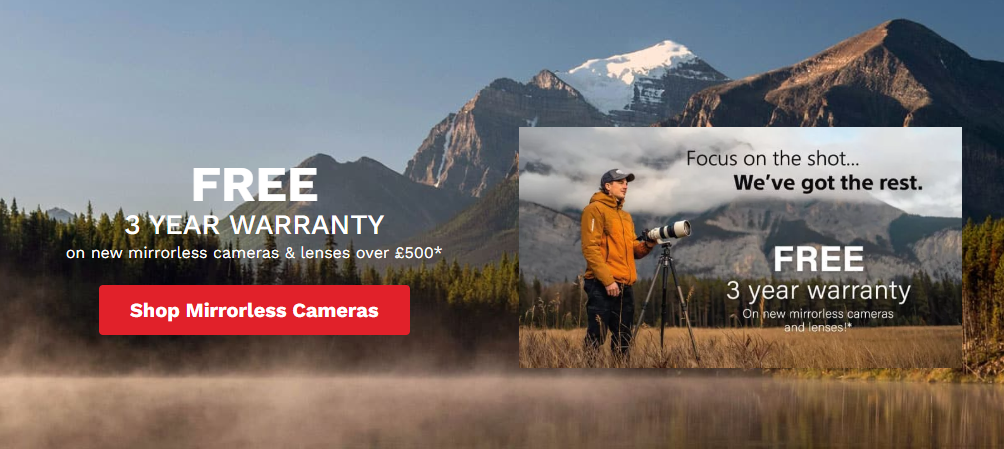 FREE
3 YEAR WARRANTY
on new mirrorless cameras & lenses over £500*
Shop Mirrorless Cameras
Focus on the shot...
We've got the rest.
FREE
3 year warranty
On new mirrorless cameras
and lenses!*